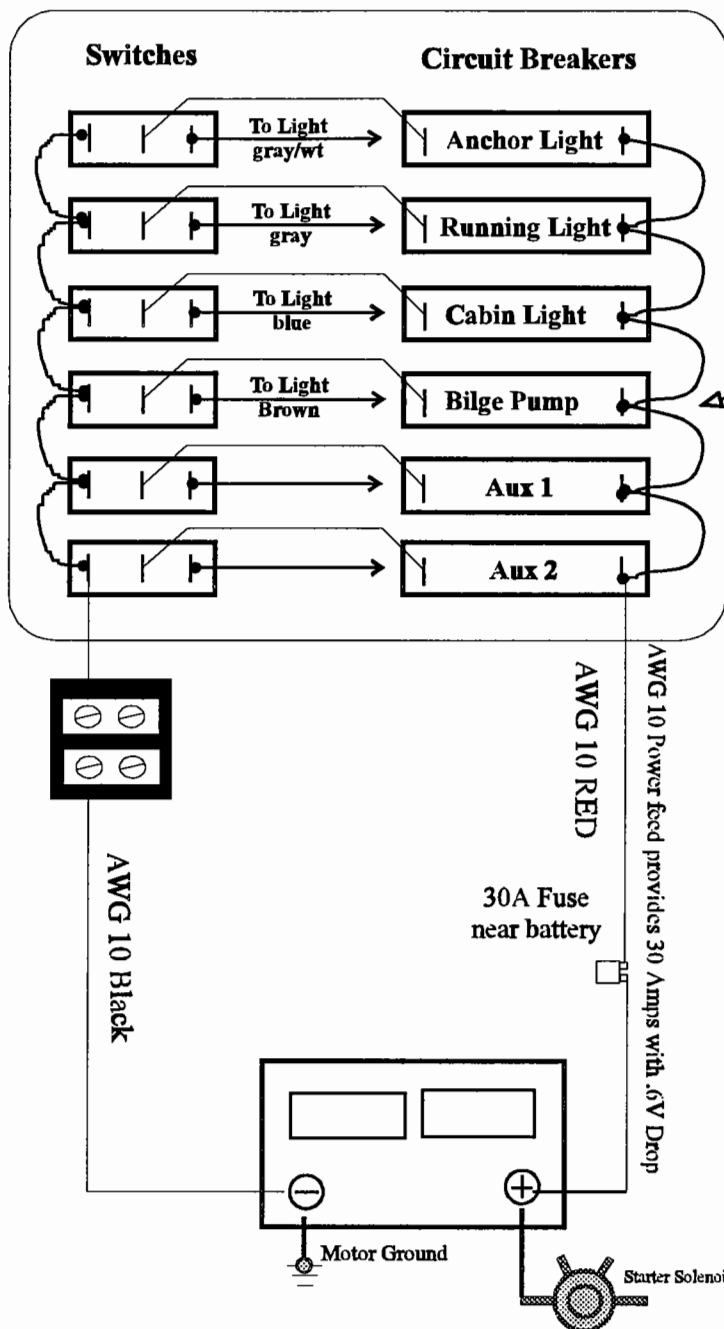 Switches
Circuit Breakers
To Light
gray/wt
Anchor Light
To Light
gray
Running Light
To Light
blue
Cabin Light
To Light
Brown
Bilge Pump
Aux 1
Aux 2
AWG 10 RED
AWG 10 Power feed provides 30 Amps with .6V Drop
30A Fuse
near battery
AWG 10 Black
−
+
Motor Ground
Starter Solenoi